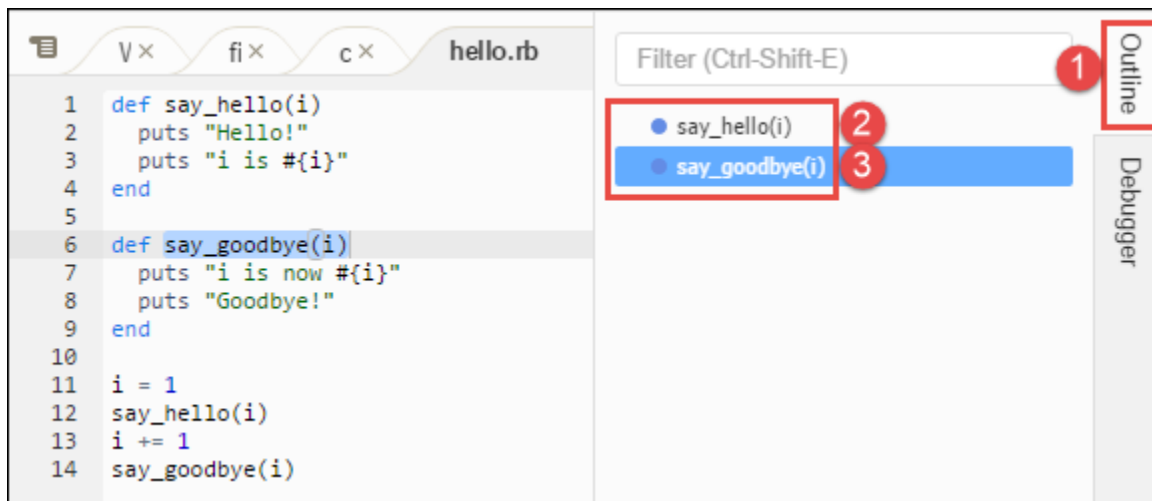 V × fi × c × hello.rb
1 def say_hello(i)
2   puts "Hello!"
3   puts "i is #{i}"
4 end
5
6 def say_goodbye(i)
7   puts "i is now #{i}"
8   puts "Goodbye!"
9 end
10
11 i = 1
12 say_hello(i)
13 i += 1
14 say_goodbye(i)
Filter (Ctrl-Shift-E)
say_hello(i) 2
say_goodbye(i) 3
1 Outline
Debugger